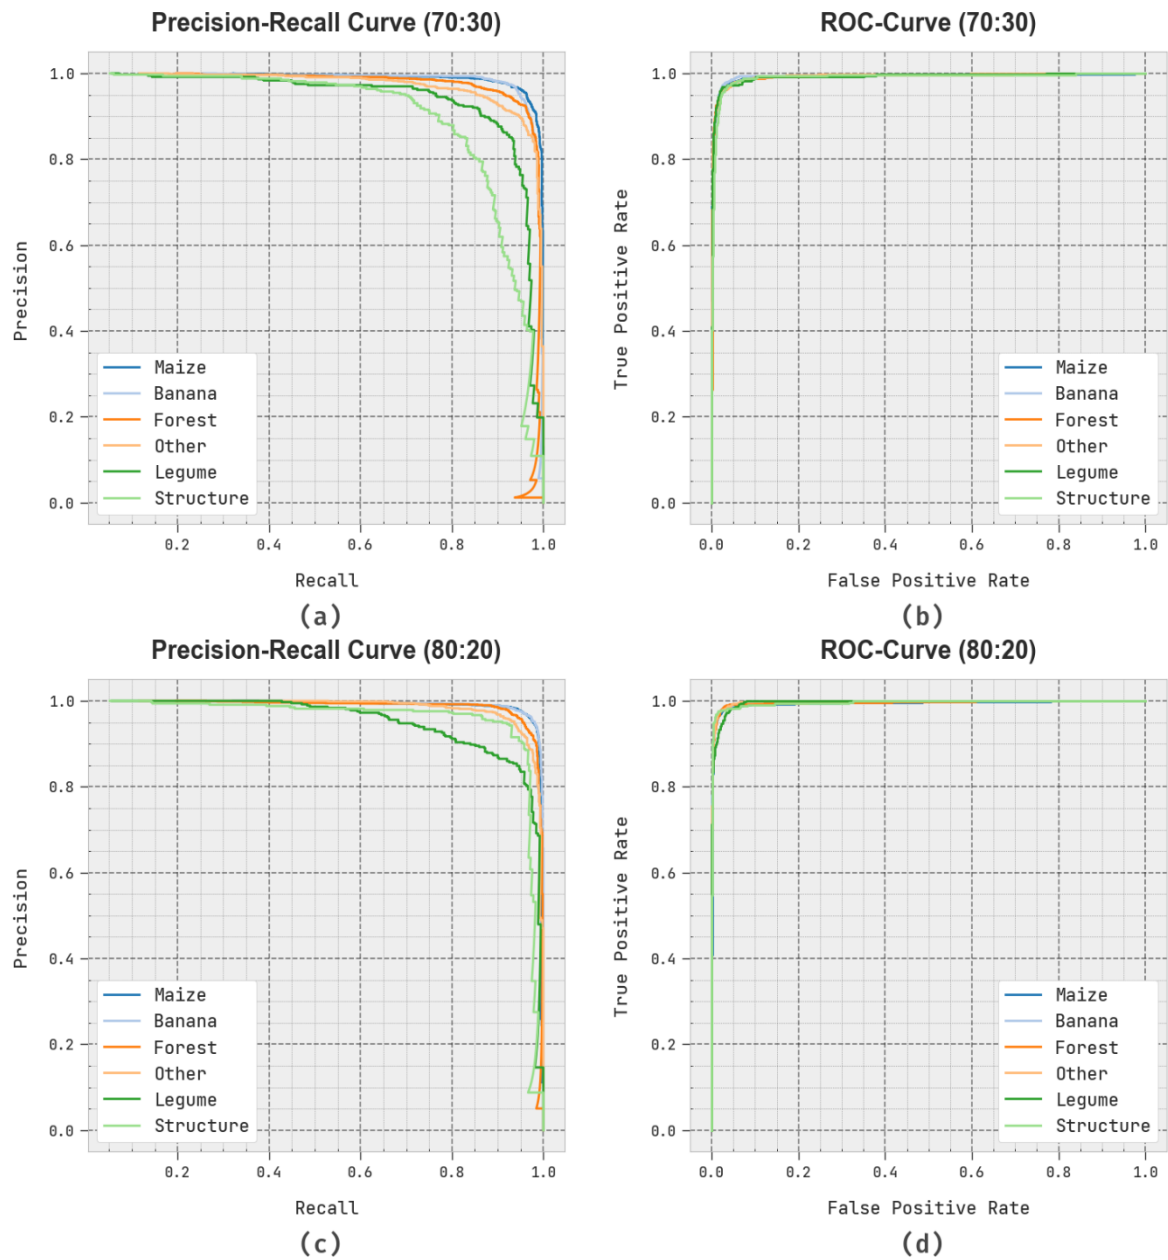 Precision-Recall Curve (70:30)
Precision
1.0
0.8
0.6
0.4
0.2
0.0
Maize
Banana
Forest
Other
Legume
Structure
0.2 0.4 0.6 0.8 1.0
Recall
(a)
ROC-Curve (70:30)
True Positive Rate
1.0
0.8
0.6
0.4
0.2
0.0
Maize
Banana
Forest
Other
Legume
Structure
0.0 0.2 0.4 0.6 0.8 1.0
False Positive Rate
(b)
Precision-Recall Curve (80:20)
Precision
1.0
0.8
0.6
0.4
0.2
0.0
Maize
Banana
Forest
Other
Legume
Structure
0.2 0.4 0.6 0.8 1.0
Recall
(c)
ROC-Curve (80:20)
True Positive Rate
1.0
0.8
0.6
0.4
0.2
0.0
Maize
Banana
Forest
Other
Legume
Structure
0.0 0.2 0.4 0.6 0.8 1.0
False Positive Rate
(d)